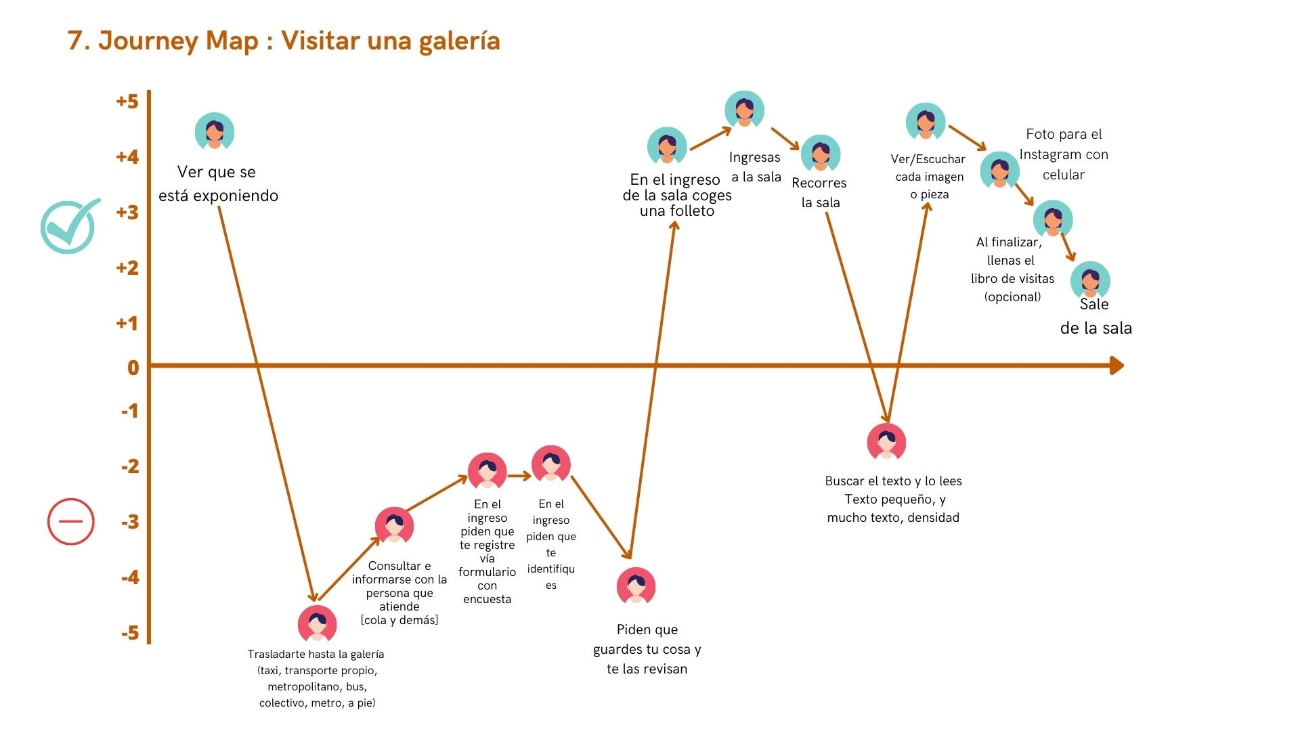 7. Journey Map : Visitar una galería
+5
+4
+3
+2
+1
0
-1
-2
-3
-4
-5
Ver que se
está exponiendo
Trasladarte hasta la galería
(taxi, transporte propio,
metropolitano, bus,
colectivo, metro, a pie)
Consultar e
informarse con la
persona que
atiende
[cola y demás]
En el
ingreso
piden que
te registre
vía
formulario
con
encuesta
En el
ingreso
piden que
te
identifiqu
es
Piden que
guardes tu cosa y
te las revisan
En el ingreso
de la sala coges
una folleto
Ingresas
a la sala
Recorres
la sala
Buscar el texto y lo lees
Texto pequeño, y
mucho texto, densidad
Ver/Escuchar
cada imagen
o pieza
Foto para el
Instagram con
celular
Al finalizar,
llenas el
libro de visitas
(opcional)
Sale
de la sala